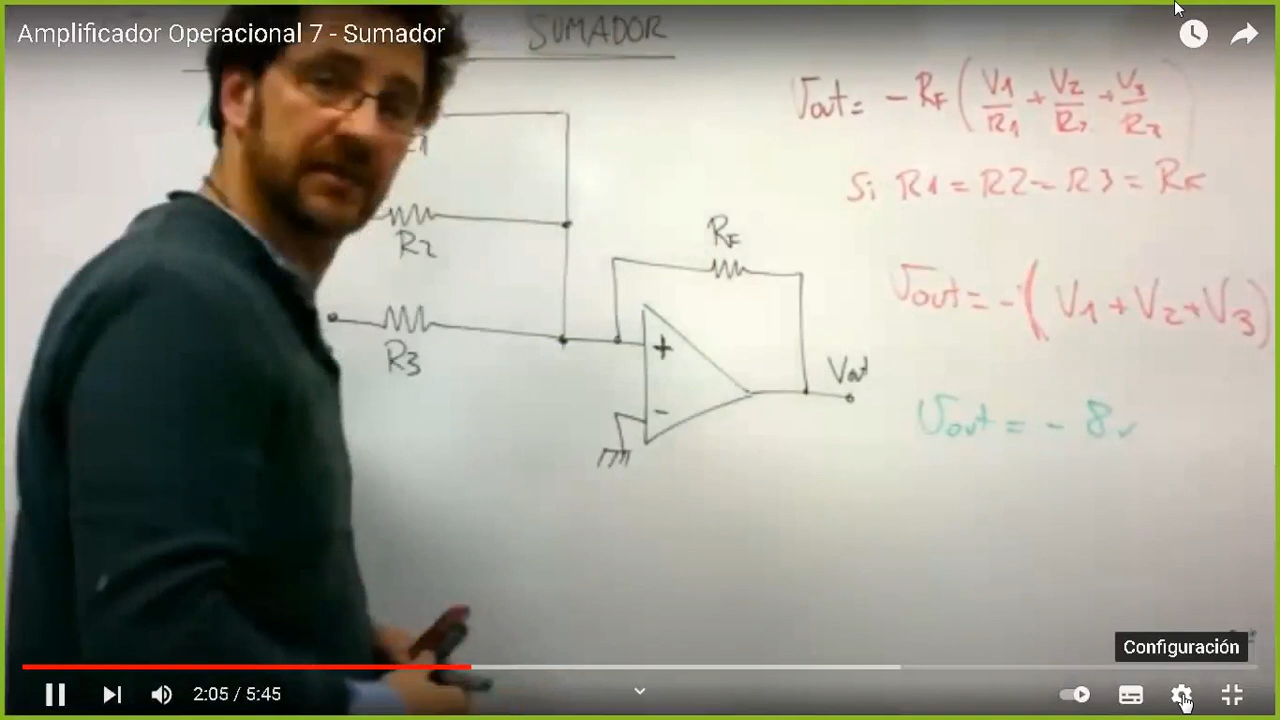 Amplificador Operacional 7 - Sumador
SUMADOR
Vout = - RF ( V1/R1 + V2/R2 + V3/R3
Si R1 = R2 = R3 = RF
Vout = - ( V1 + V2 + V3 )
Vout = - 8v
R2
R3
RF
+
-
Vout
Configuración
2:05 / 5:45